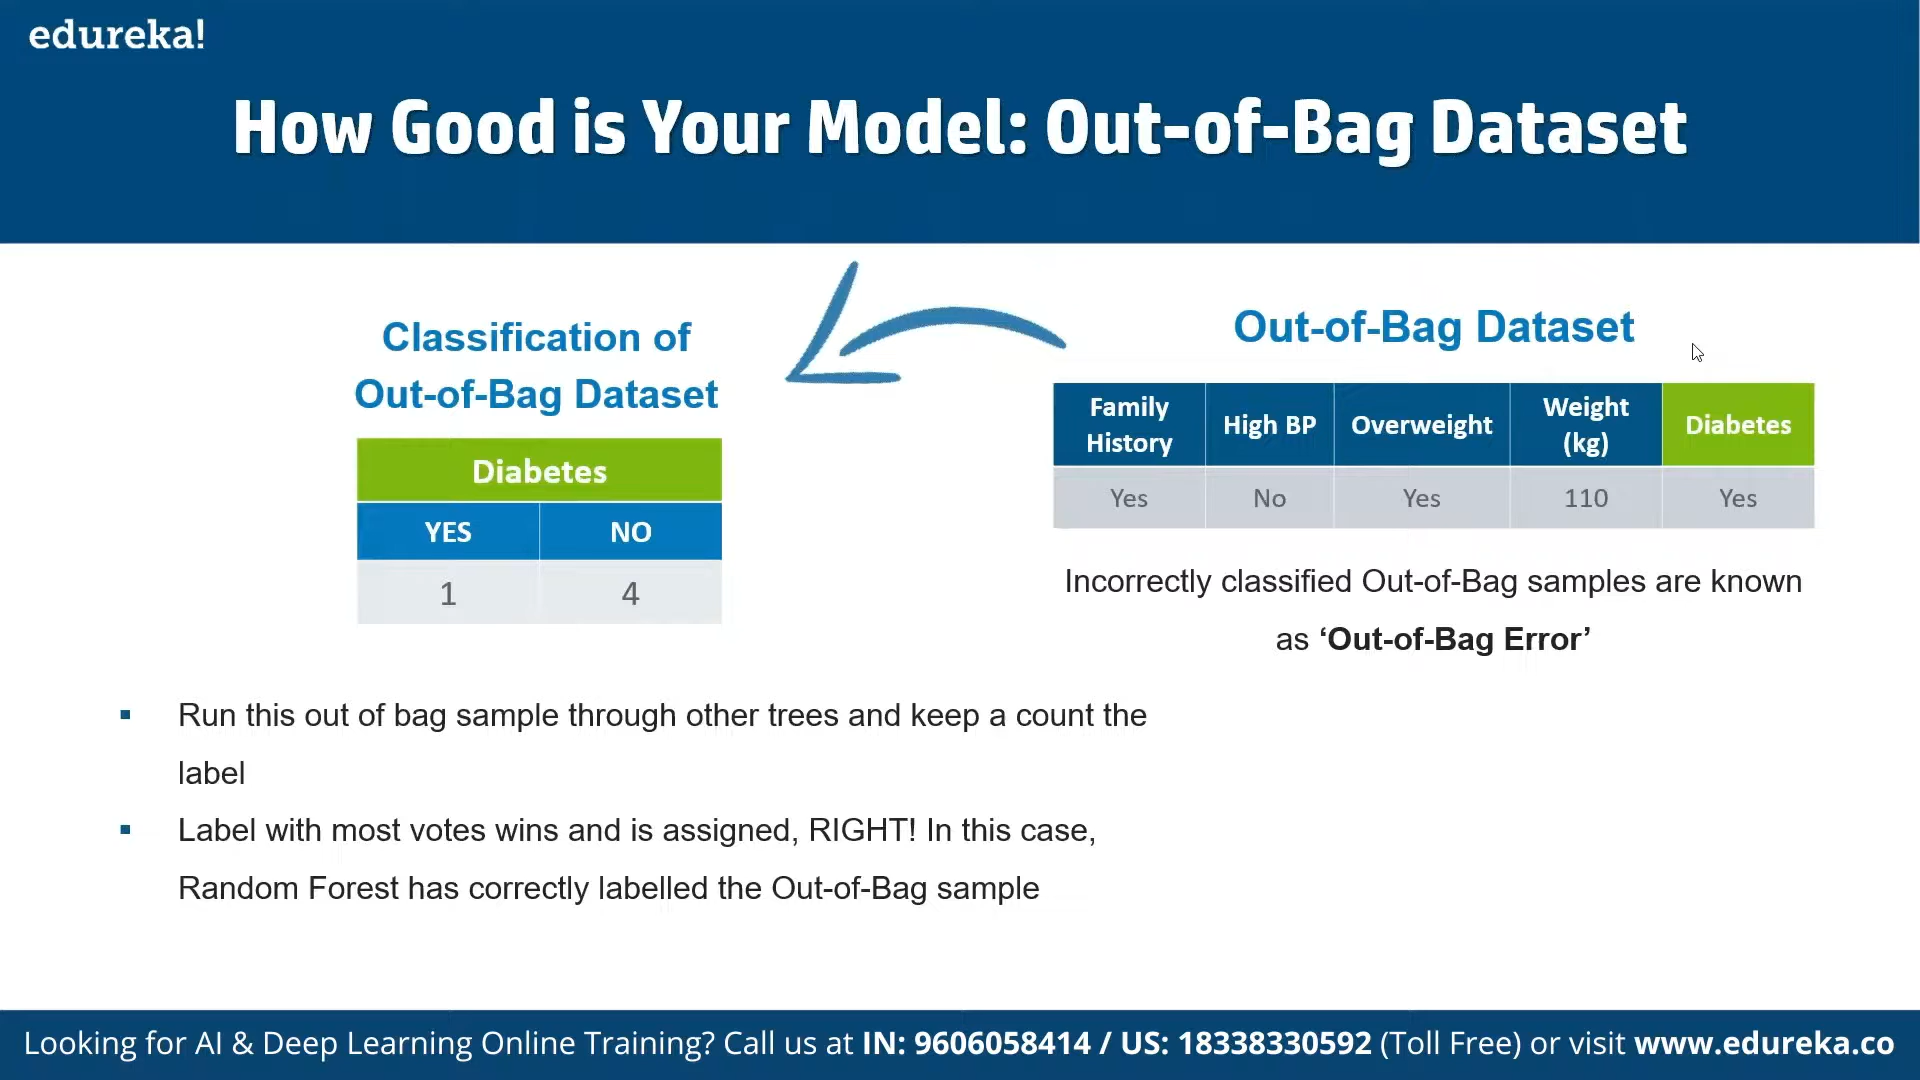 edureka!
How Good is Your Model: Out-of-Bag Dataset
Classification of
Out-of-Bag Dataset
Diabetes
YES NO
1 4
Out-of-Bag Dataset
Family History High BP Overweight Weight (kg) Diabetes
Yes No Yes 110 Yes
Incorrectly classified Out-of-Bag samples are known
as ‘Out-of-Bag Error’
Run this out of bag sample through other trees and keep a count the
label
Label with most votes wins and is assigned, RIGHT! In this case,
Random Forest has correctly labelled the Out-of-Bag sample
Looking for AI & Deep Learning Online Training? Call us at IN: 9606058414 / US: 18338330592 (Toll Free) or visit www.edureka.co